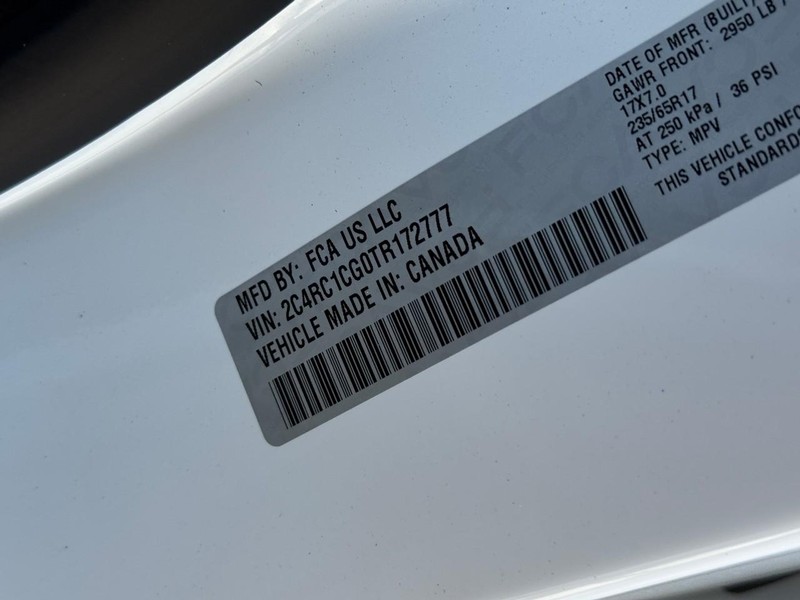 MFD BY: FCA US LLC
VIN: 2C4RC1CG0TR172777
VEHICLE MADE IN: CANADA
DATE OF MFR (BUILT)
GAWR FRONT: 2950 LB
17X7.0
235/65R17
AT 250 kPa / 36 PSI
TYPE: MPV
THIS VEHICLE CONFO
STANDARDS